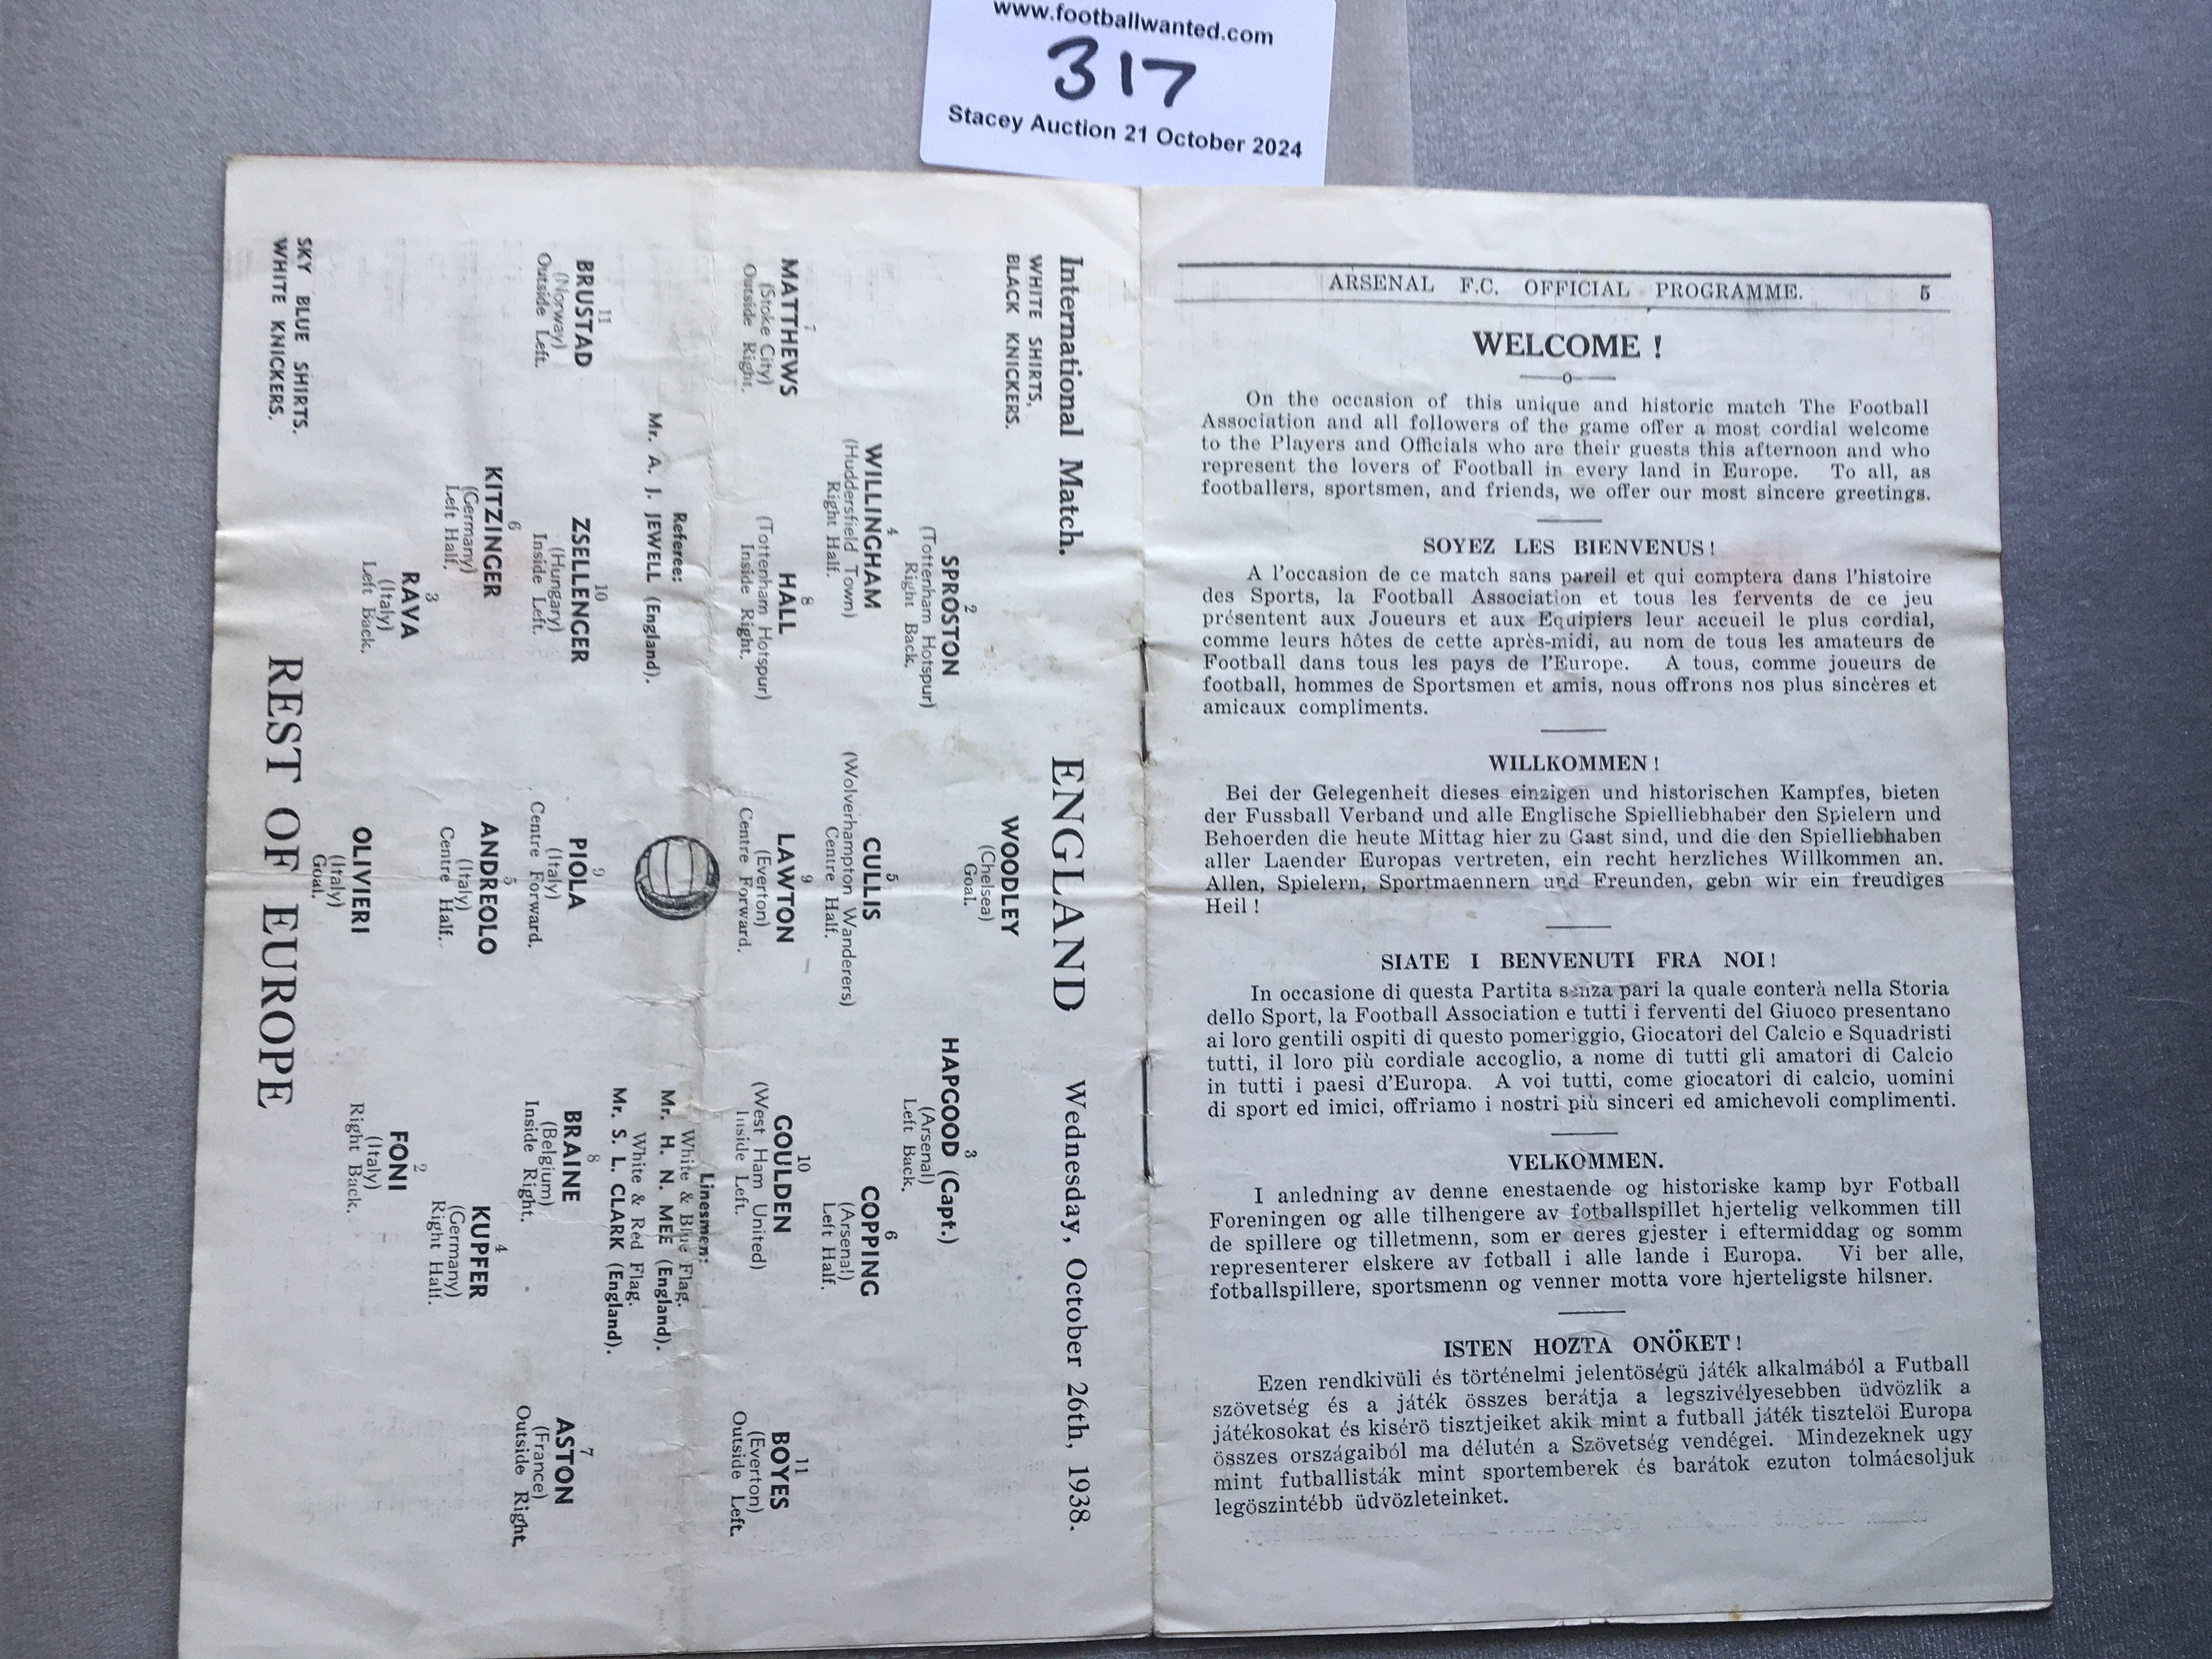 www.footballwanted.com
317
Stacey Auction 21 October 2024
International Match.
ENGLAND
Wednesday, October 26th, 1938.
WHITE SHIRTS,
BLACK KNICKERS.
WOODLEY
(Chelsea)
Goal.
2
SPROSTON
(Tottenham Hotspur)
Right Back.
3
HAPGOOD (Capt.)
(Arsenal)
Left Back.
4
WILLINGHAM
(Huddersfield Town)
Right Half.
5
CULLIS
(Wolverhampton Wanderers)
Centre Half.
6
COPPING
(Arsenal)
Left Half.
7
MATTHEWS
(Stoke City)
Outside Right.
8
HALL
(Tottenham Hotspur)
Inside Right.
9
LAWTON
(Everton)
Centre Forward.
10
GOULDEN
(West Ham United)
Inside Left.
11
BOYES
(Everton)
Outside Left.
Referee:
Mr. A. J. JEWELL (England).
Linesmen:
White & Blue Flag.
Mr. H. N. MEE (England).
White & Red Flag.
Mr. S. L. CLARK (England).
11
BRUSTAD
(Norway)
Outside Left.
10
ZSELLENGER
(Hungary)
Inside Left.
9
PIOLA
(Italy)
Centre Forward.
8
BRAINE
(Belgium)
Inside Right.
7
ASTON
(France)
Outside Right.
6
KITZINGER
(Germany)
Left Half.
5
ANDREOLO
(Italy)
Centre Half.
4
KUPFER
(Germany)
Right Half.
3
RAVA
(Italy)
Left Back.
2
FONI
(Italy)
Right Back.
OLIVIERI
(Italy)
Goal.
SKY BLUE SHIRTS.
WHITE KNICKERS.
REST OF EUROPE
ARSENAL F.C. OFFICIAL PROGRAMME. 5
WELCOME !
On the occasion of this unique and historic match The Football
Association and all followers of the game offer a most cordial welcome
to the Players and Officials who are their guests this afternoon and who
represent the lovers of Football in every land in Europe. To all, as
footballers, sportsmen, and friends, we offer our most sincere greetings.
SOYEZ LES BIENVENUS !
A l'occasion de ce match sans pareil et qui comptera dans l'histoire
des Sports, la Football Association et tous les fervents de ce jeu
présentent aux Joueurs et aux Equipiers leur accueil le plus cordial,
comme leurs hôtes de cette après-midi, au nom de tous les amateurs de
Football dans tous les pays de l'Europe. A tous, comme joueurs de
football, hommes de Sportsmen et amis, nous offrons nos plus sincères et
amicaux compliments.
WILLKOMMEN !
Bei der Gelegenheit dieses einzigen und historischen Kampfes, bieten
der Fussball Verband und alle Englische Spielliebhaber den Spielern und
Behoerden die heute Mittag hier zu Gast sind, und die den Spielliebhaben
aller Laender Europas vertreten, ein recht herzliches Willkommen an.
Allen, Spielern, Sportmaennern und Freunden, gebn wir ein freudiges
Heil !
SIATE I BENVENUTI FRA NOI !
In occasione di questa Partita senza pari la quale conterà nella Storia
dello Sport, la Football Association e tutti i ferventi del Giuoco presentano
ai loro gentili ospiti di questo pomeriggio, Giocatori del Calcio e Squadristi
tutti, il loro più cordiale accoglio, a nome di tutti gli amatori di Calcio
in tutti i paesi d'Europa. A voi tutti, come giocatori di calcio, uomini
di sport ed imici, offriamo i nostri più sinceri ed amichevoli complimenti.
VELKOMMEN.
I anledning av denne enestaende og historiske kamp byr Fotball
Foreningen og alle tilhengere av fotballspillet hjertelig velkommen till
de spillere og tilletmenn, som er deres gjester i eftermiddag og somm
representerer elskere av fotball i alle lande i Europa. Vi ber alle,
fotballspillere, sportsmenn og venner motta vore hjerteligste hilsner.
ISTEN HOZTA ONÖKET !
Ezen rendkivüli és történelmi jelentöségü játék alkalmából a Futball
szövetség és a játék összes berátja a legszivélyesebben üdvözlik a
játékosokat és kisérö tisztjeiket akik mint a futball játék tisztelöi Europa
összes országaiból ma délutén a Szövetség vendégei. Mindezeknek ugy
mint futballisták mint sportemberek és barátok ezuton tolmácsoljuk
legöszintébb üdvözleteinket.